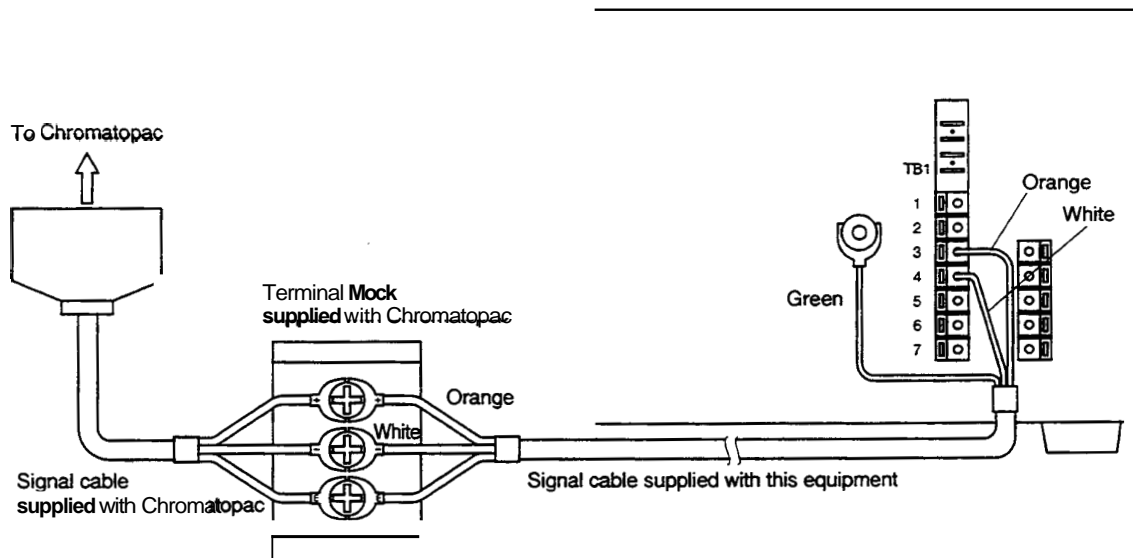 To Chromatopac
TB1
Orange
White
1
2
3
4
5
6
7
Green
Terminal Mock
supplied with Chromatopac
Orange
White
Signal cable
supplied with Chromatopac
Signal cable supplied with this equipment